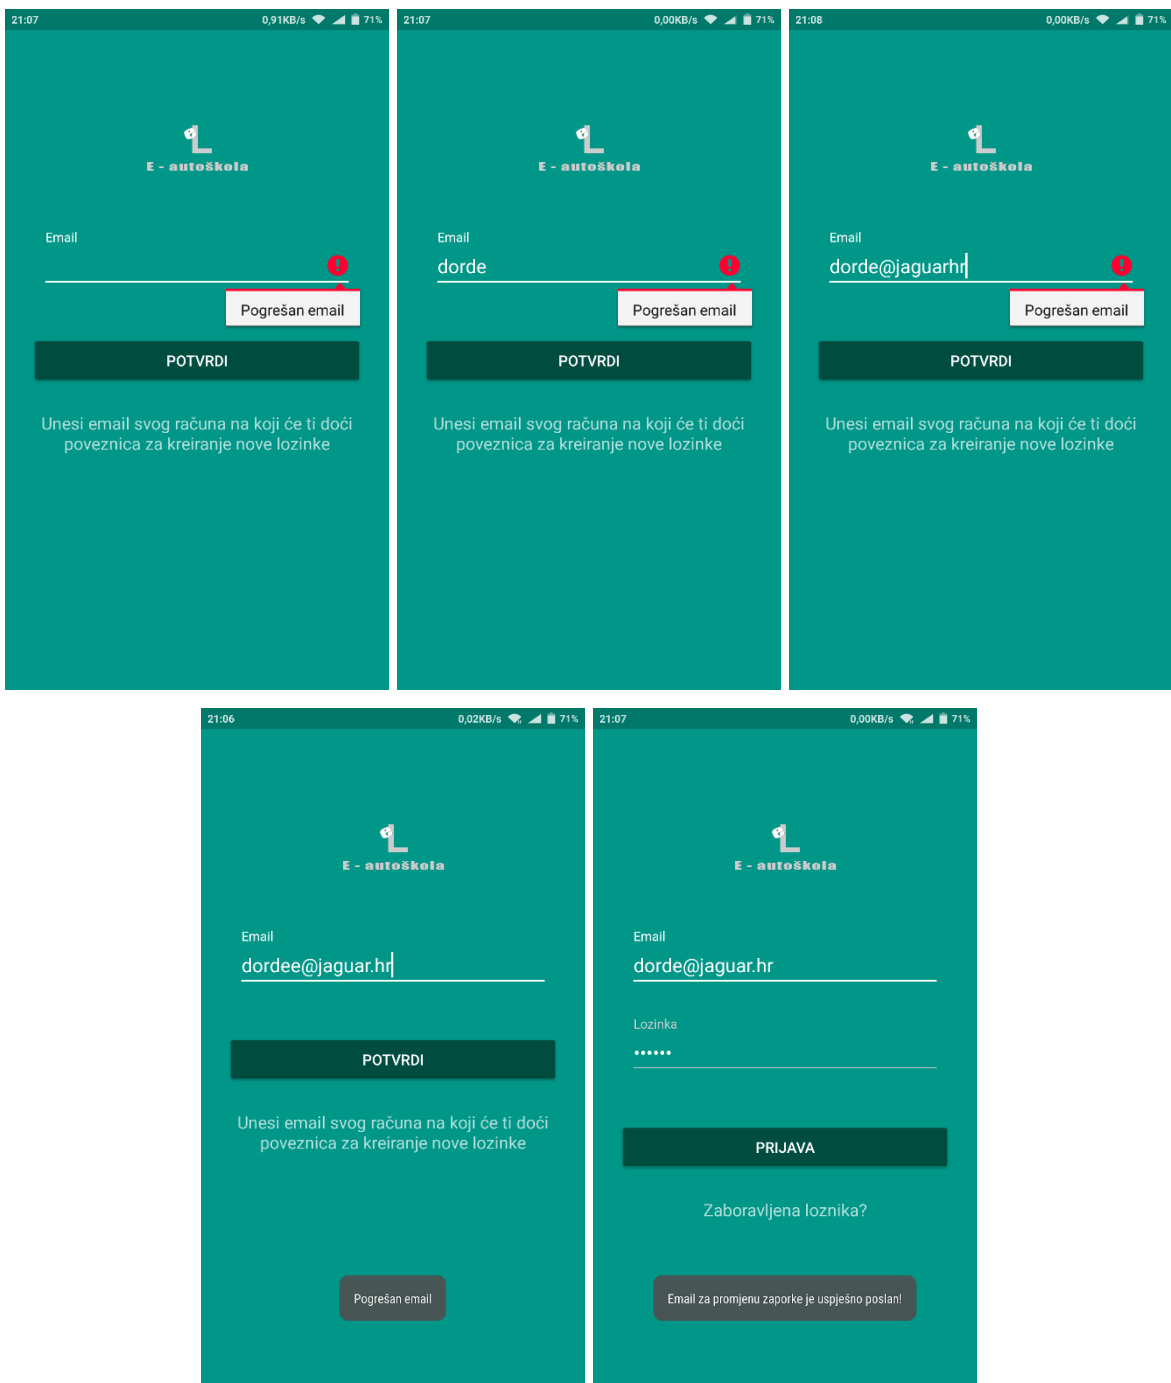 21:07 0,91KB/s 71%
E - autoškola
Email
Pogrešan email
POTVRDI
Unesi email svog računa na koji će ti doći
poveznica za kreiranje nove lozinke
21:07 0,00KB/s 71%
E - autoškola
Email
dorde
Pogrešan email
POTVRDI
Unesi email svog računa na koji će ti doći
poveznica za kreiranje nove lozinke
21:08 0,00KB/s 71%
E - autoškola
Email
dorde@jaguarhr
Pogrešan email
POTVRDI
Unesi email svog računa na koji će ti doći
poveznica za kreiranje nove lozinke
21:06 0,02KB/s 71%
E - autoškola
Email
dordee@jaguar.hr
POTVRDI
Unesi email svog računa na koji će ti doći
poveznica za kreiranje nove lozinke
Pogrešan email
21:07 0,00KB/s 71%
E - autoškola
Email
dorde@jaguar.hr
Lozinka
••••••
PRIJAVA
Zaboravljena loznika?
Email za promjenu zaporke je uspješno poslan!